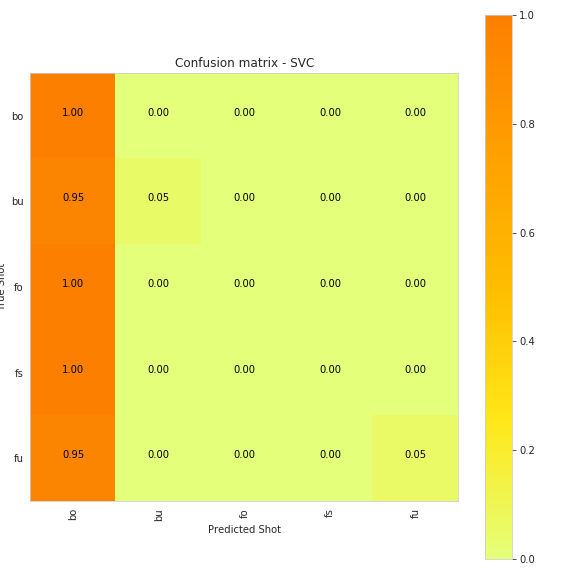 Confusion matrix - SVC
bo 1.00 0.00 0.00 0.00 0.00
bu 0.95 0.05 0.00 0.00 0.00
fo 1.00 0.00 0.00 0.00 0.00
fs 1.00 0.00 0.00 0.00 0.00
fu 0.95 0.00 0.00 0.00 0.05
bo bu fo fs fu
Predicted Shot
True Shot
1.0
0.8
0.6
0.4
0.2
0.0